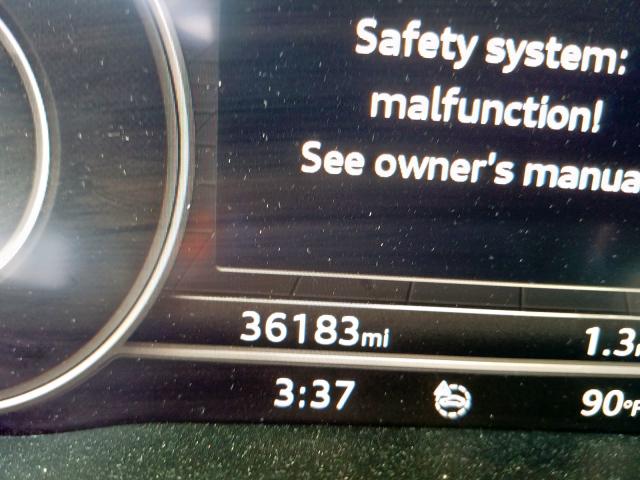 Safety system:
malfunction!
See owner's manua
36183mi 1.3
3:37 90°F